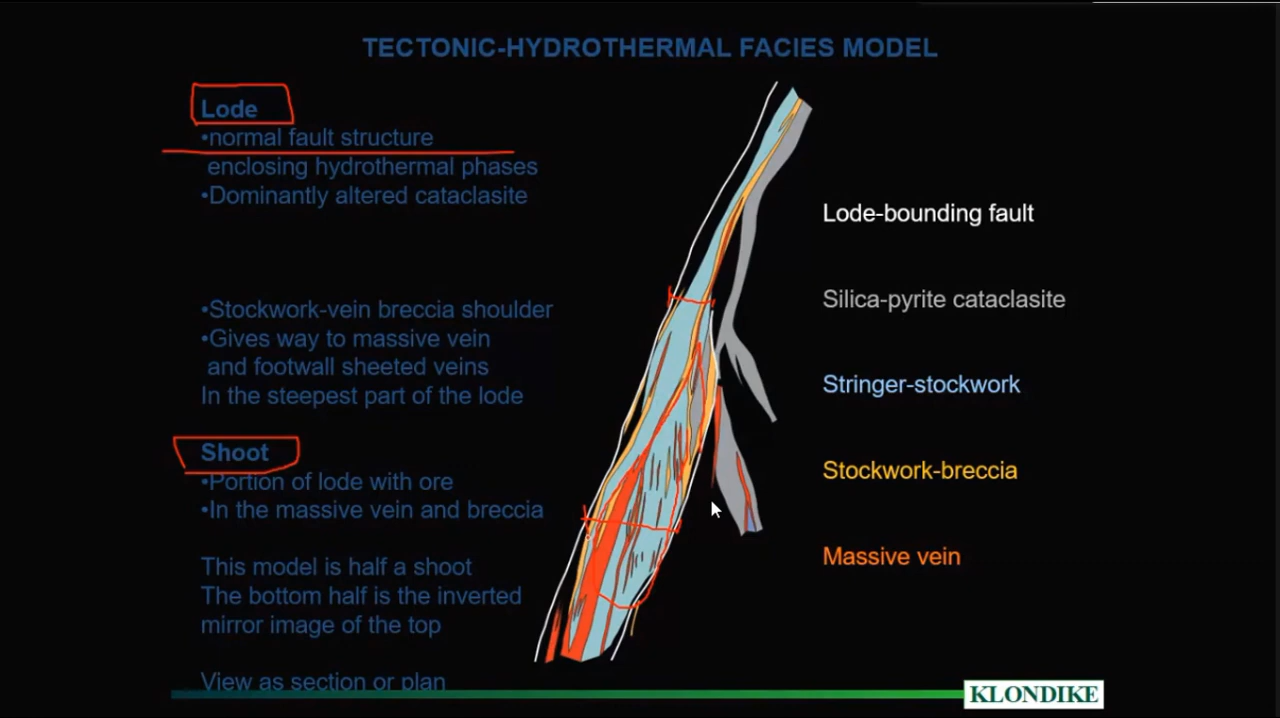 TECTONIC-HYDROTHERMAL FACIES MODEL
Lode
•normal fault structure
enclosing hydrothermal phases
•Dominantly altered cataclasite
•Stockwork-vein breccia shoulder
•Gives way to massive vein
and footwall sheeted veins
In the steepest part of the lode
Shoot
•Portion of lode with ore
•In the massive vein and breccia
This model is half a shoot
The bottom half is the inverted
mirror image of the top
View as section or plan
Lode-bounding fault
Silica-pyrite cataclasite
Stringer-stockwork
Stockwork-breccia
Massive vein
KLONDIKE